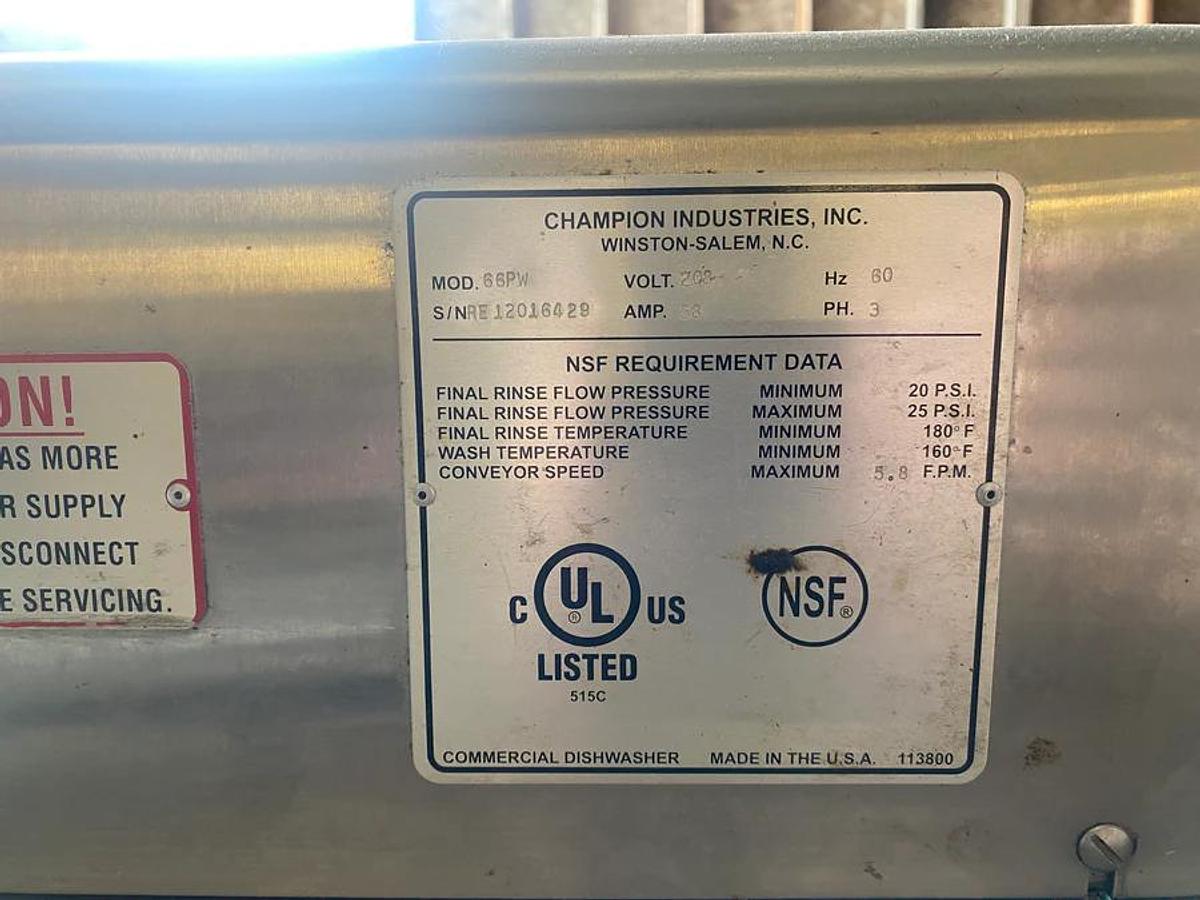 ON!
AS MORE
R SUPPLY
SCONNECT
E SERVICING.
CHAMPION INDUSTRIES, INC.
WINSTON-SALEM, N.C.
MOD. 66PW VOLT. Hz 60
S/N RE12016429 AMP. PH. 3
NSF REQUIREMENT DATA
FINAL RINSE FLOW PRESSURE MINIMUM 20 P.S.I.
FINAL RINSE FLOW PRESSURE MAXIMUM 25 P.S.I.
FINAL RINSE TEMPERATURE MINIMUM 180° F
WASH TEMPERATURE MINIMUM 160° F
CONVEYOR SPEED MAXIMUM 5.8 F.P.M.
C UL® US
LISTED
515C
NSF®
COMMERCIAL DISHWASHER MADE IN THE U.S.A. 113800